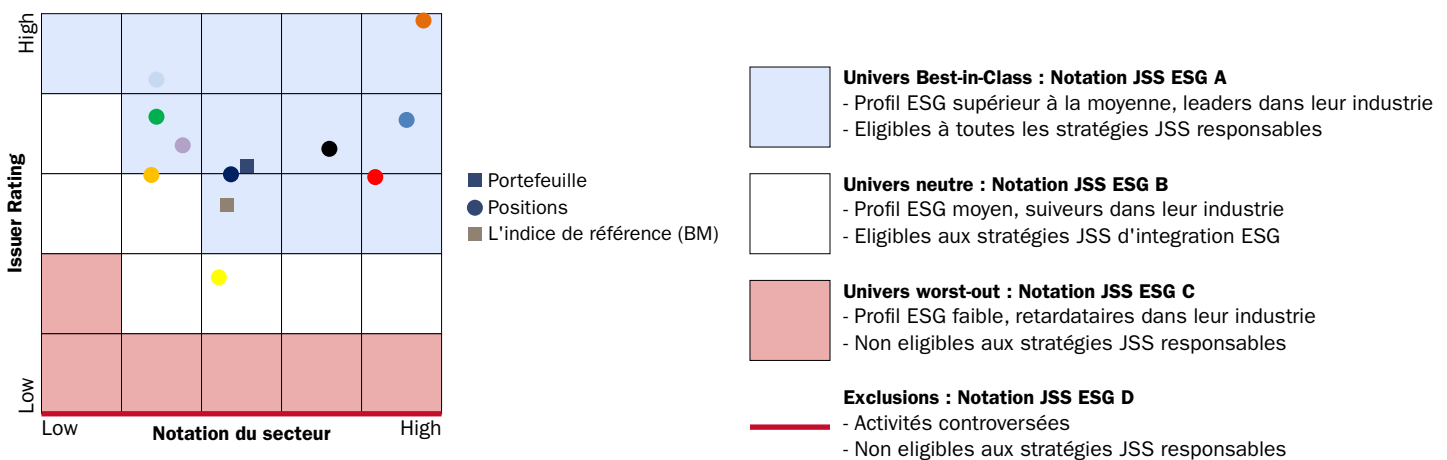 High
Issuer Rating
Low
Low
Notation du secteur
High
Portefeuille
Positions
L'indice de référence (BM)
Univers Best-in-Class : Notation JSS ESG A
- Profil ESG supérieur à la moyenne, leaders dans leur industrie
- Eligibles à toutes les stratégies JSS responsables
Univers neutre : Notation JSS ESG B
- Profil ESG moyen, suiveurs dans leur industrie
- Eligibles aux stratégies JSS d'integration ESG
Univers worst-out : Notation JSS ESG C
- Profil ESG faible, retardataires dans leur industrie
- Non eligibles aux stratégies JSS responsables
Exclusions : Notation JSS ESG D
- Activités controversées
- Non eligibles aux stratégies JSS responsables